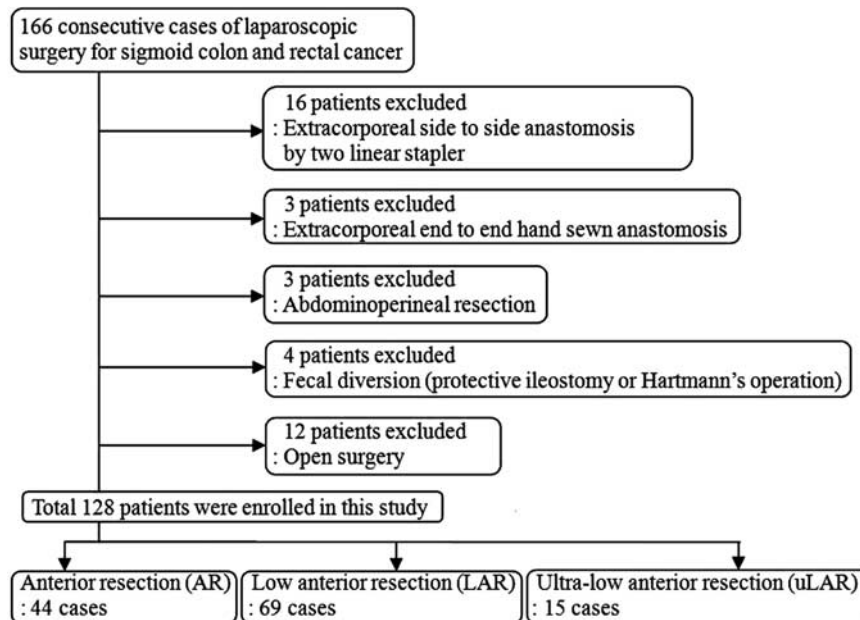 166 consecutive cases of laparoscopic
surgery for sigmoid colon and rectal cancer
16 patients excluded
: Extracorporeal side to side anastomosis
by two linear stapler
3 patients excluded
: Extracorporeal end to end hand sewn anastomosis
3 patients excluded
: Abdominoperineal resection
4 patients excluded
: Fecal diversion (protective ileostomy or Hartmann's operation)
12 patients excluded
: Open surgery
Total 128 patients were enrolled in this study
Anterior resection (AR)
: 44 cases
Low anterior resection (LAR)
: 69 cases
Ultra-low anterior resection (uLAR)
: 15 cases